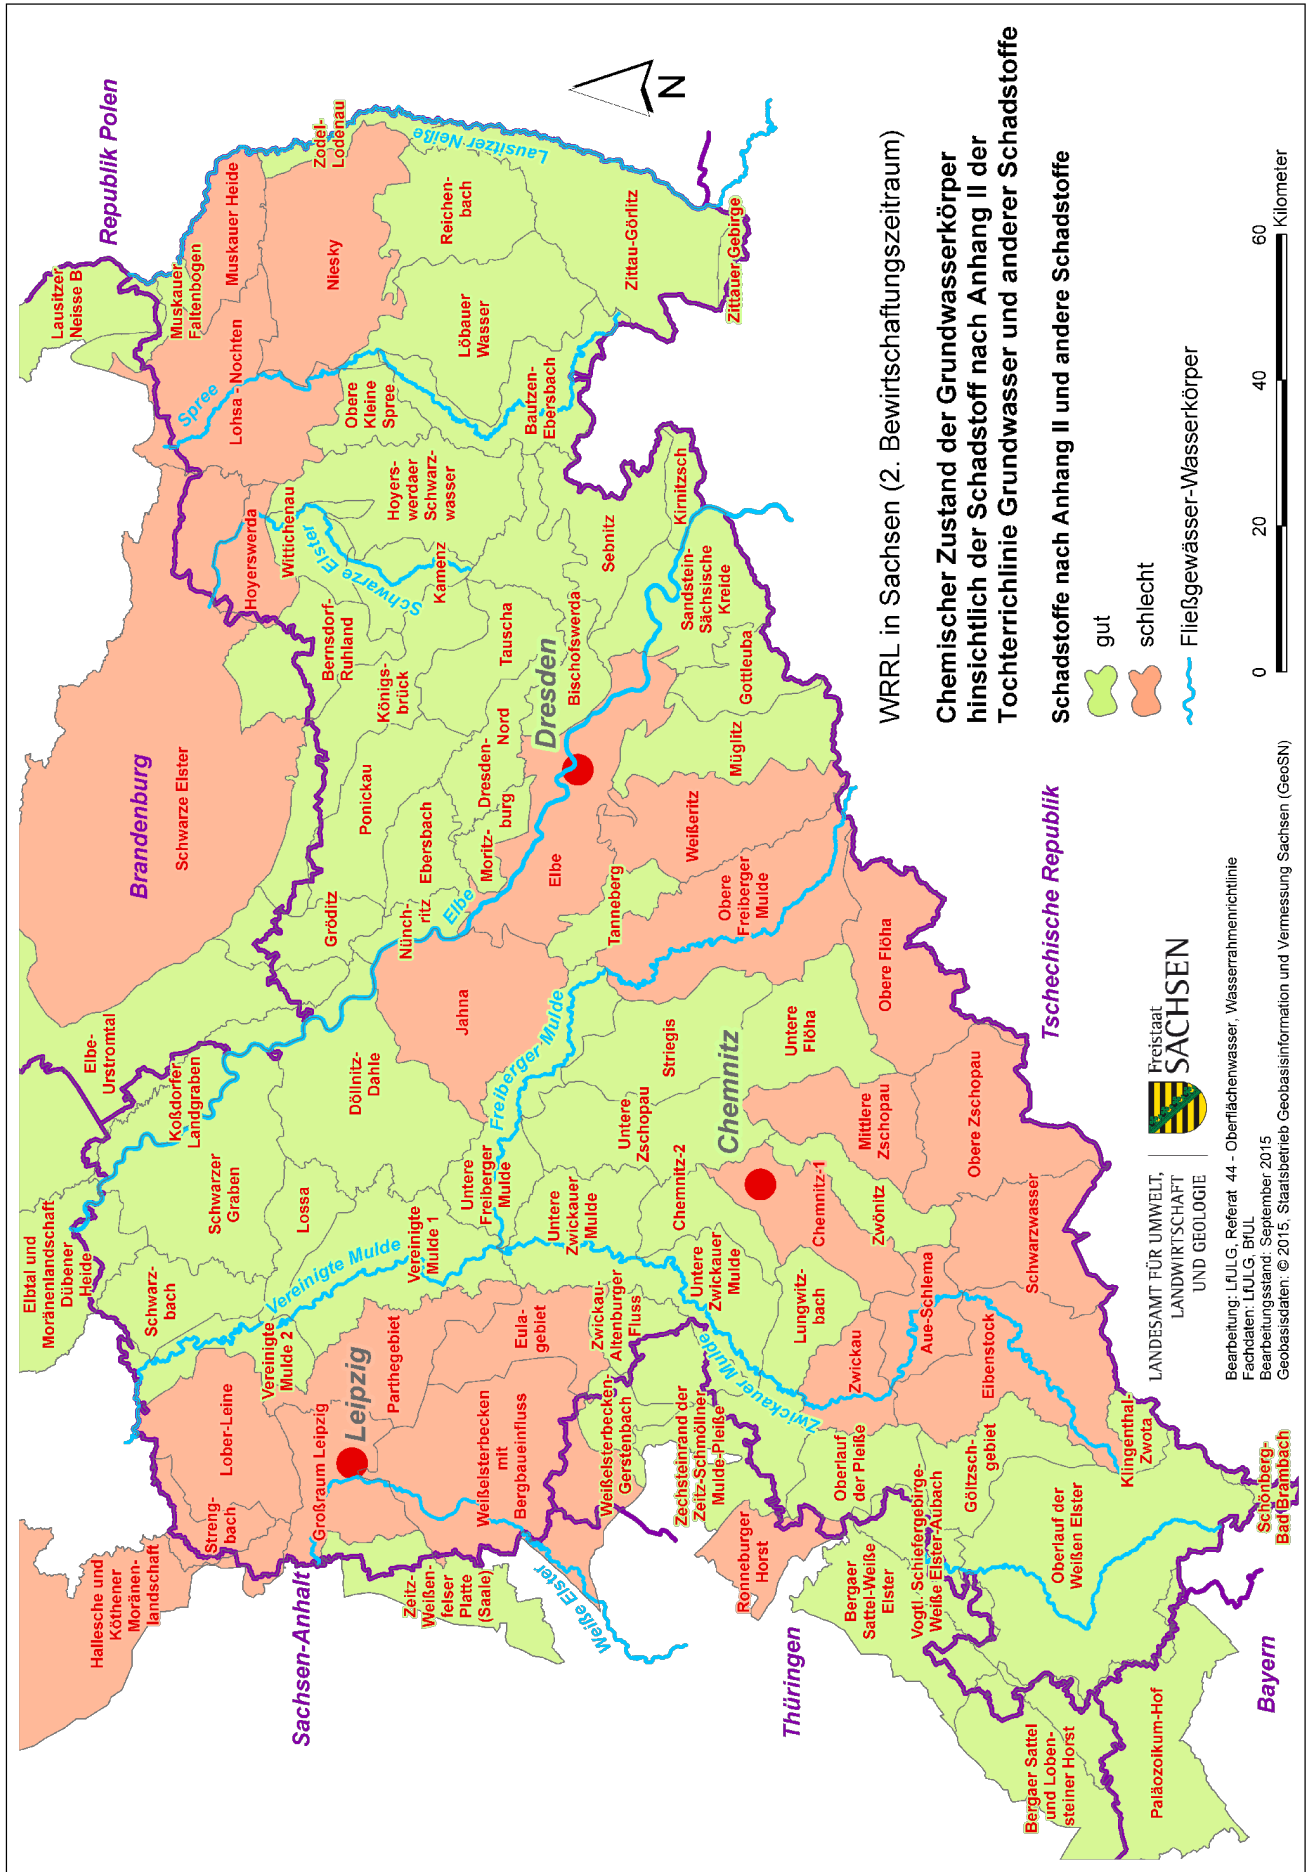 WRRL in Sachsen (2. Bewirtschaftungszeitraum)
Chemischer Zustand der Grundwasserkörper
hinsichtlich der Schadstoff nach Anhang II der
Tochterrichlinie Grundwasser und anderer Schadstoffe
Schadstoffe nach Anhang II und andere Schadstoffe
gut
schlecht
Fließgewässer-Wasserkörper
0
20
40
60
Kilometer
N
Sachsen-Anhalt
Brandenburg
Republik Polen
Tschechische Republik
Thüringen
Bayern
Leipzig
Chemnitz
Dresden
Hallesche und
Köthener
Moränen-
landschaft
Streng-
bach
Lober-Leine
Großraum Leipzig
Parthegebiet
Zeitz-
Weißen-
felser
Platte
(Saale)
Weißelsterbecken
mit
Bergbaueinfluss
Eula-
gebiet
Weißelsterbecken-
Gerstenbach
Zwickau-
Altenburger
Fluss
Zechsteinrand der
Zeitz-Schmöllner
Mulde-Pleiße
Ronneburger
Horst
Elbtal und
Moränenlandschaft
Dübener
Heide
Schwarz-
bach
Vereinigte
Mulde 2
Schwarzer
Graben
Lossa
Vereinigte
Mulde 1
Koßdorfer
Landgraben
Elbe-
Urstromtal
Döllnitz-
Dahle
Jahna
Untere
Freiberger
Mulde
Untere
Zwickauer
Mulde
Untere
Zschopau
Chemnitz-2
Striegis
Untere
Zwickauer
Mulde
Lungwitz-
bach
Chemnitz-1
Zwönitz
Mittlere
Zschopau
Untere
Flöha
Obere Flöha
Obere Zschopau
Schwarzwasser
Aue-Schlema
Zwickau
Eibenstock
Oberlauf
der Pleiße
Göltzsch-
gebiet
Klingenthal-
Zwota
Bergaer
Sattel-Weiße
Elster
Vogtl. Schiefergebirge-
Weiße Elster-Aubach
Oberlauf der
Weißen Elster
Schönberg-
Bad Brambach
Bergaer Sattel
und Loben-
steiner Horst
Paläozoikum-Hof
Schwarze Elster
Gröditz
Nünch-
ritz
Ponickau
Ebersbach
Moritz-
burg
Dresden-
Nord
Elbe
Tanneberg
Weißeritz
Obere
Freiberger
Mulde
Müglitz
Gottleuba
Sandstein-
Sächsische
Kreide
Kirnitzsch
Sebnitz
Bischofswerda
Tauscha
Königs-
brück
Bernsdorf-
Ruhland
Kamenz
Hoyerswerda
Wittichenau
Hoyers-
werdaer
Schwarz-
wasser
Obere
Kleine
Spree
Bautzen-
Ebersbach
Löbauer
Wasser
Reichen-
bach
Zittau-Görlitz
Zittauer Gebirge
Niesky
Lohsa - Nochten
Muskauer Heide
Muskauer
Faltenbogen
Lausitzer
Neisse B
Zodel-
Lodenau
Weiße Elster
Vereinigte Mulde
Zwickauer Mulde
Freiberger Mulde
Elbe
Schwarze Elster
Spree
Lausitzer Neiße
LANDESAMT FÜR UMWELT,
LANDWIRTSCHAFT
UND GEOLOGIE
Freistaat
SACHSEN
Bearbeitung: LfULG, Referat 44 - Oberflächenwasser, Wasserrahmenrichtlinie
Fachdaten: LfULG, BfUL
Bearbeitungsstand: September 2015
Geobasisdaten: © 2015, Staatsbetrieb Geobasisinformation und Vermessung Sachsen (GeoSN)